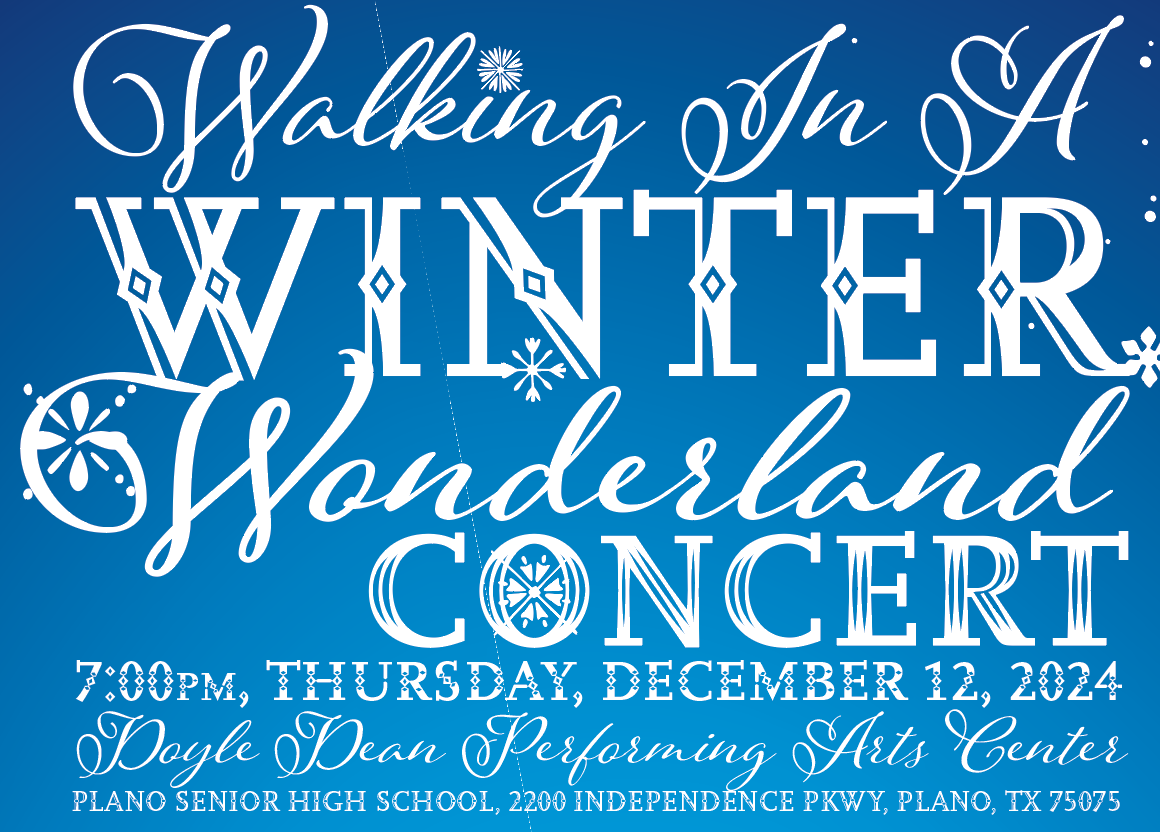 Walking In A
WINTER
Wonderland
CONCERT
7:00PM, THURSDAY, DECEMBER 12, 2024
Doyle Dean Performing Arts Center
PLANO SENIOR HIGH SCHOOL, 2200 INDEPENDENCE PKWY, PLANO, TX 75075